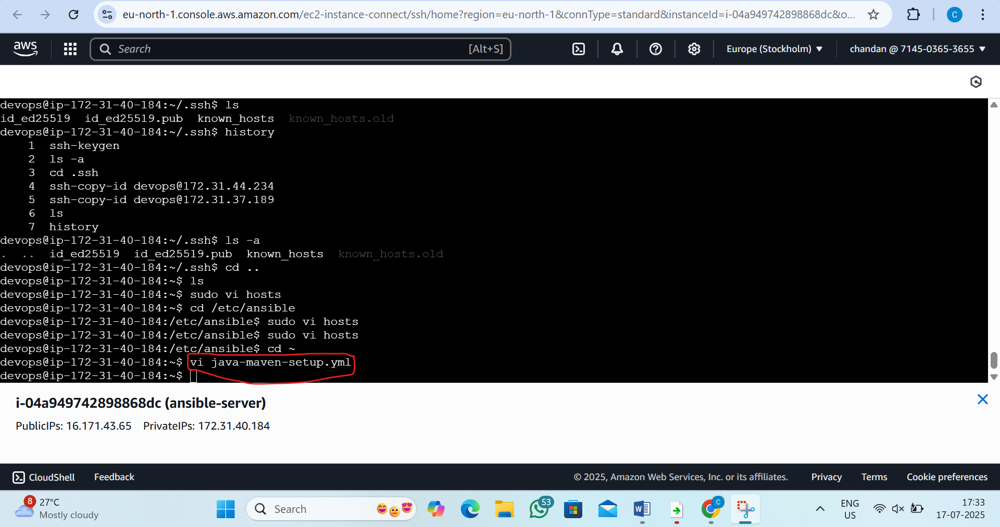 eu-north-1.console.aws.amazon.com/ec2-instance-connect/ssh/home?region=eu-north-1&connType=standard&instanceId=i-04a949742898868dc&o...
C
aws
Search
[Alt+S]
Europe (Stockholm)
chandan @ 7145-0365-3655
devops@ip-172-31-40-184:~/.ssh$ ls
id_ed25519 id_ed25519.pub known_hosts known_hosts.old
devops@ip-172-31-40-184:~/.ssh$ history
1 ssh-keygen
2 ls -a
3 cd .ssh
4 ssh-copy-id devops@172.31.44.234
5 ssh-copy-id devops@172.31.37.189
6 ls
7 history
devops@ip-172-31-40-184:~/.ssh$ ls -a
. .. id_ed25519 id_ed25519.pub known_hosts known_hosts.old
devops@ip-172-31-40-184:~/.ssh$ cd ..
devops@ip-172-31-40-184:~$ ls
devops@ip-172-31-40-184:~$ sudo vi hosts
devops@ip-172-31-40-184:~$ cd /etc/ansible
devops@ip-172-31-40-184:/etc/ansible$ sudo vi hosts
devops@ip-172-31-40-184:/etc/ansible$ sudo vi hosts
devops@ip-172-31-40-184:/etc/ansible$ cd ~
devops@ip-172-31-40-184:~$ vi java-maven-setup.yml
devops@ip-172-31-40-184:~$
i-04a949742898868dc (ansible-server)
PublicIPs: 16.171.43.65 PrivateIPs: 172.31.40.184
CloudShell
Feedback
© 2025, Amazon Web Services, Inc. or its affiliates.
Privacy
Terms
Cookie preferences
8
27°C
Mostly cloudy
Search
53
W
C
ENG
US
17:33
17-07-2025